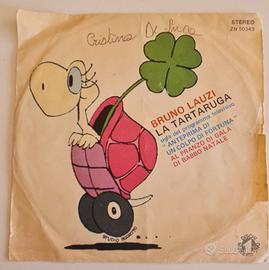 Cristina Di
STEREO
ZN 50343
BRUNO LAUZI
LA TARTARUGA
sigla del programma televisivo
"ANTEPRIMA DI
UN COLPO DI FORTUNA"
AL PRANZO DI GALA
DI BABBO NATALE
subito